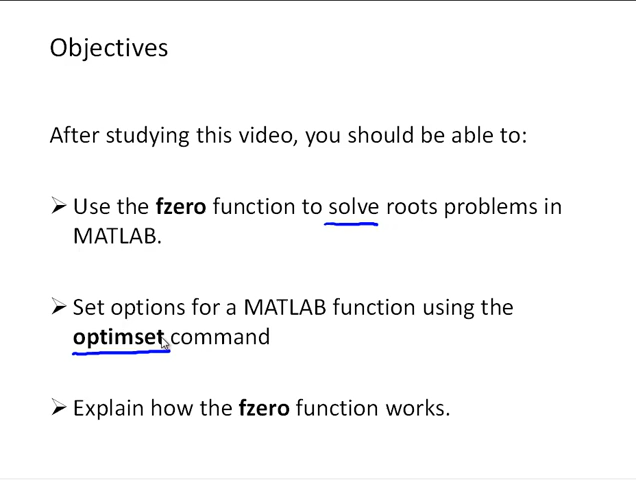 Objectives
After studying this video, you should be able to:
➢ Use the fzero function to solve roots problems in
MATLAB.
➢ Set options for a MATLAB function using the
optimset command
➢ Explain how the fzero function works.